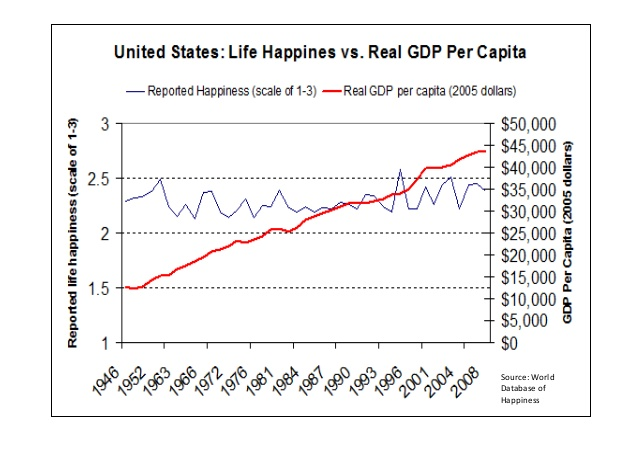 United States: Life Happines vs. Real GDP Per Capita
Reported Happiness (scale of 1-3) Real GDP per capita (2005 dollars)
Reported life happiness (scale of 1-3)
3
2.5
2
1.5
1
$50,000
$45,000
$40,000
$35,000
$30,000
$25,000
$20,000
$15,000
$10,000
$5,000
$0
GDP Per Capita (2005 dollars)
1946 1952 1963 1966 1972 1976 1981 1984 1987 1990 1993 1996 2001 2004 2008
Source: World
Database of
Happiness